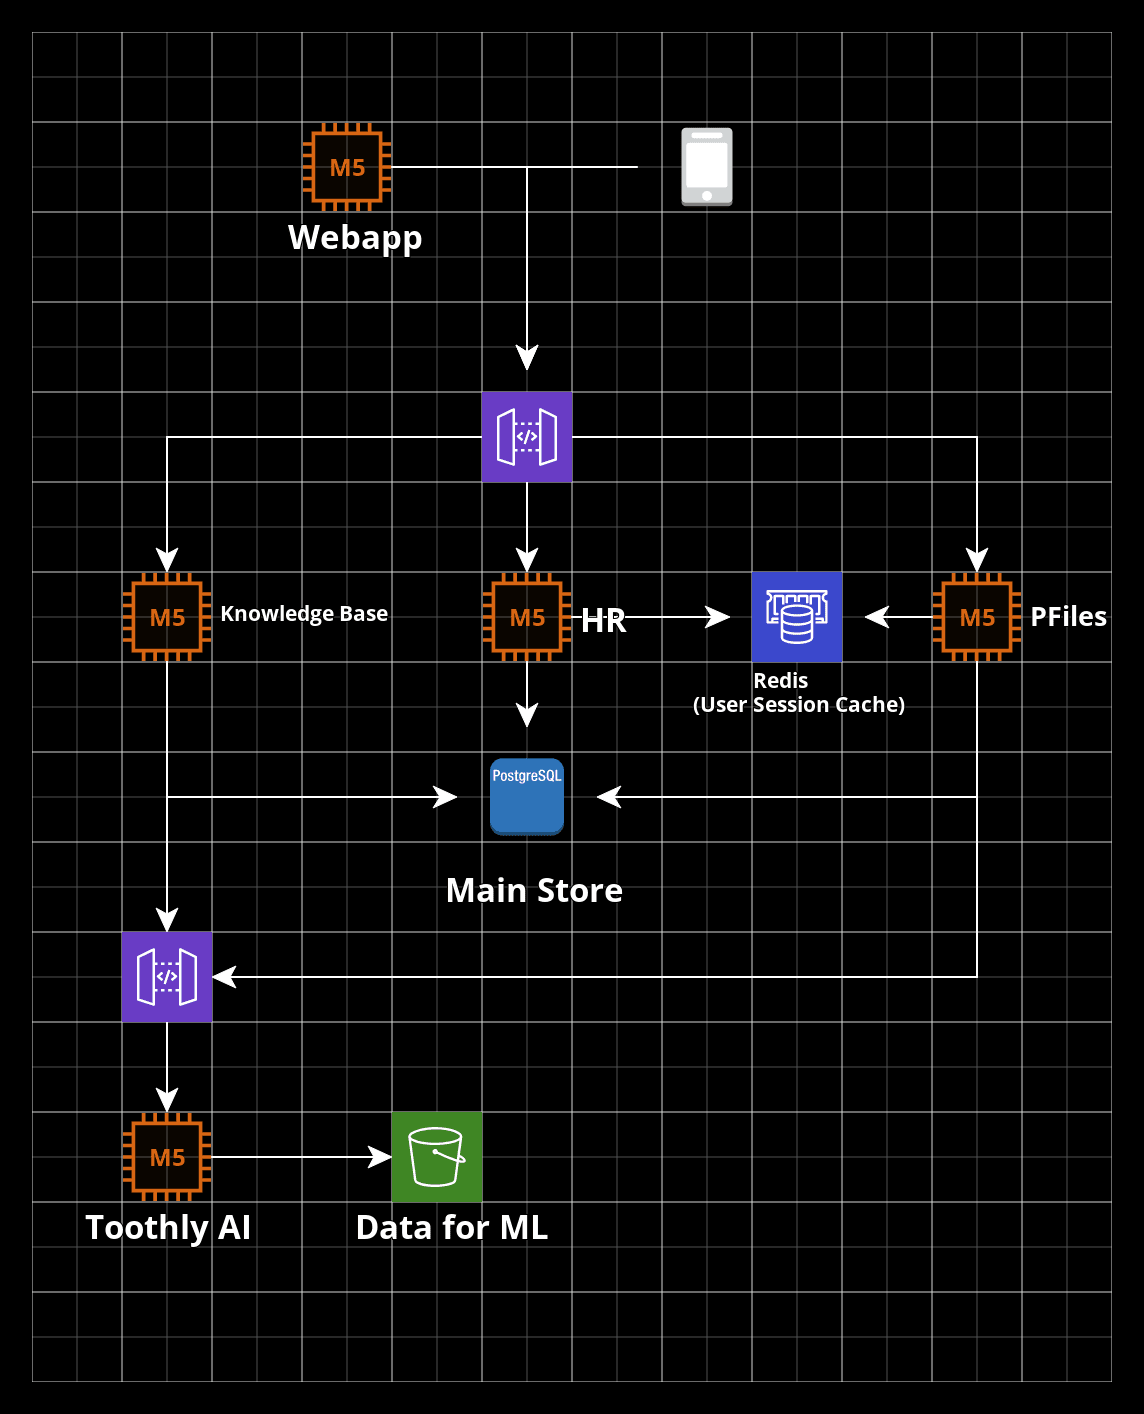 M5
Webapp
</>
M5
Knowledge Base
M5
HR
M5
PFiles
Redis
(User Session Cache)
PostgreSQL
Main Store
</>
M5
Toothly AI
Data for ML